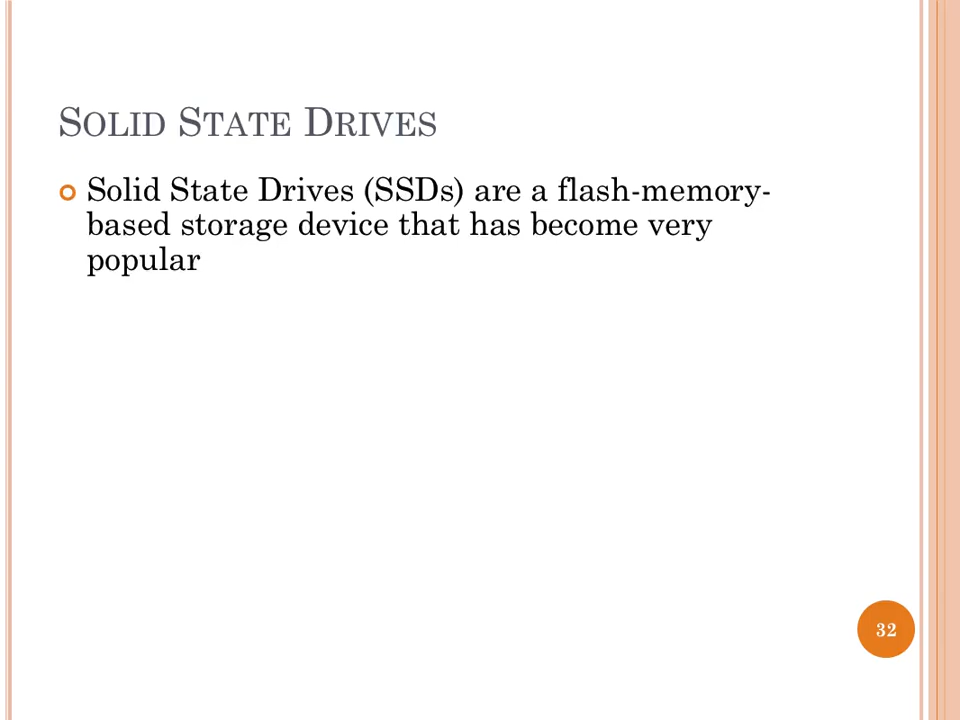 Solid State Drives
Solid State Drives (SSDs) are a flash-memory-
based storage device that has become very
popular
32